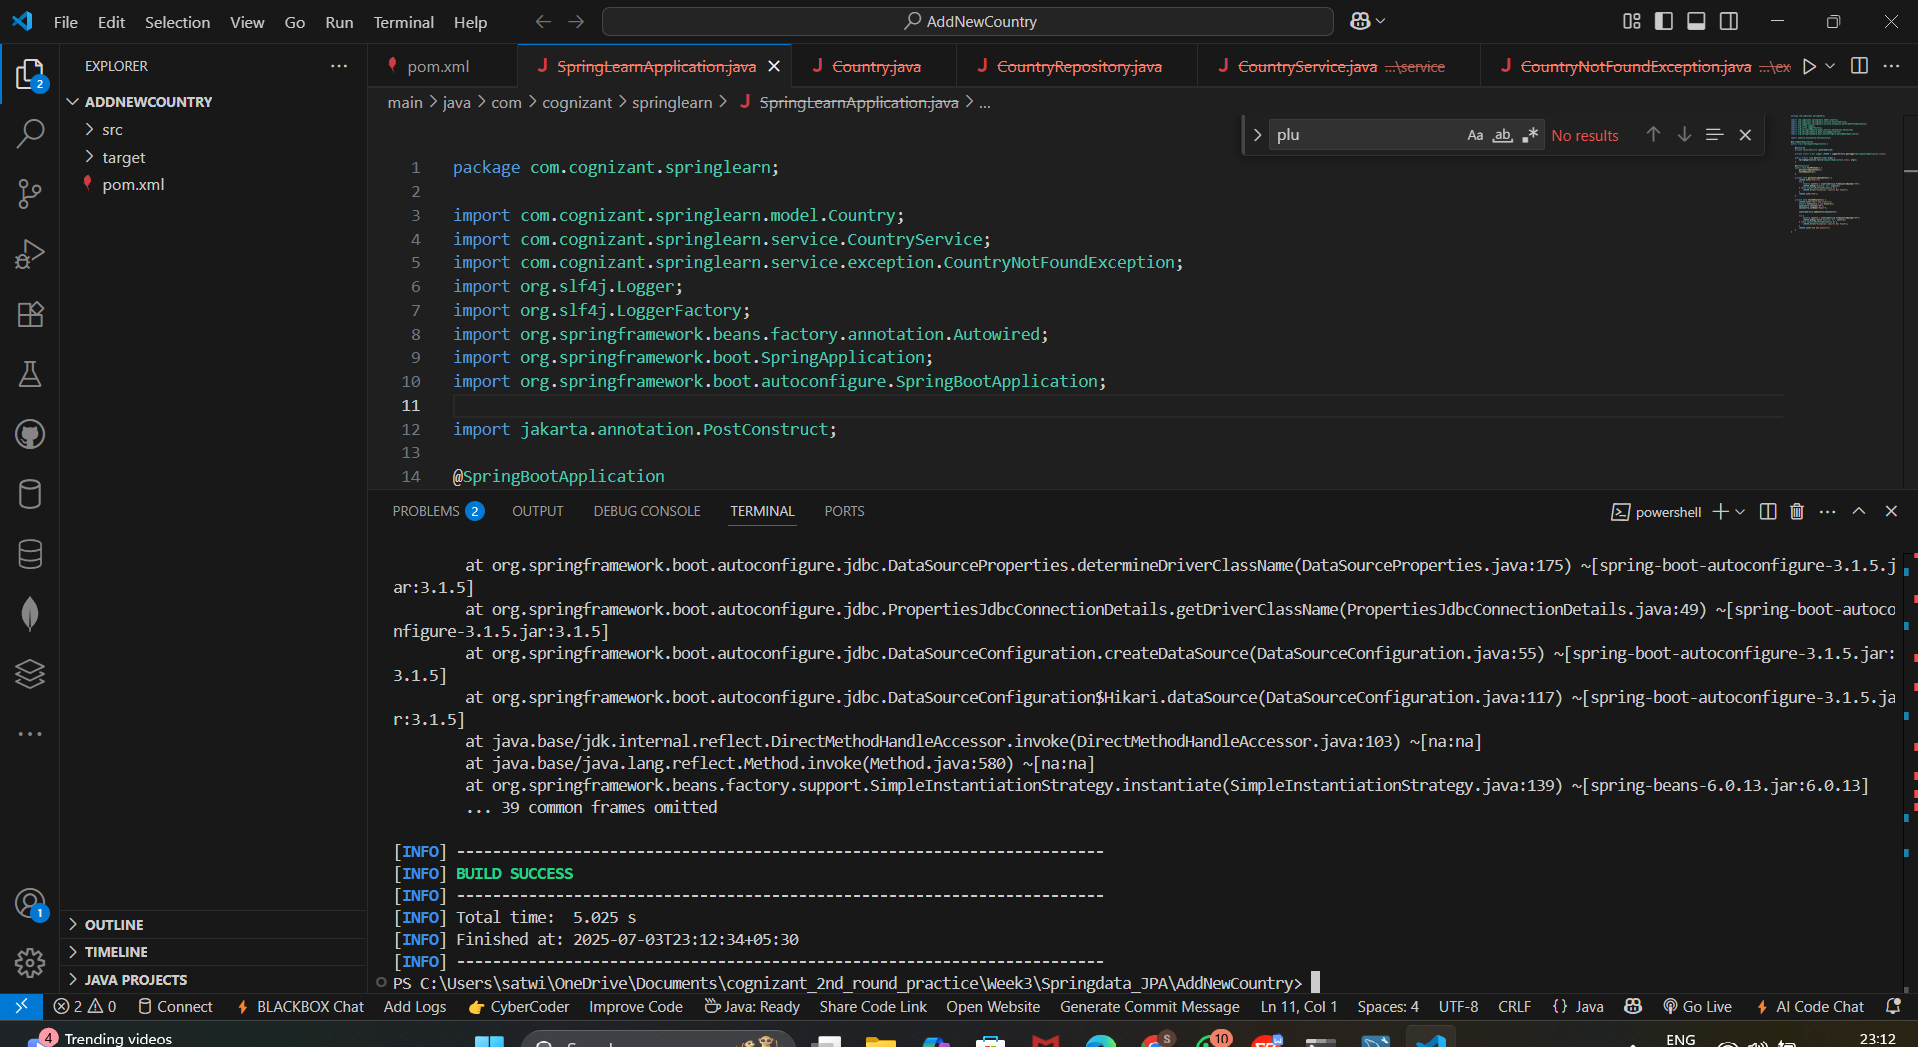 File Edit Selection View Go Run Terminal Help
AddNewCountry
EXPLORER
ADDNEWCOUNTRY
src
target
pom.xml
OUTLINE
TIMELINE
JAVA PROJECTS
2
1
pom.xml SpringLearnApplication.java Country.java CountryRepository.java CountryService.java ...\service CountryNotFoundException.java ...\ex
main > java > com > cognizant > springlearn > SpringLearnApplication.java > ...
plu Aa ab No results
1 package com.cognizant.springlearn;
2
3 import com.cognizant.springlearn.model.Country;
4 import com.cognizant.springlearn.service.CountryService;
5 import com.cognizant.springlearn.service.exception.CountryNotFoundException;
6 import org.slf4j.Logger;
7 import org.slf4j.LoggerFactory;
8 import org.springframework.beans.factory.annotation.Autowired;
9 import org.springframework.boot.SpringApplication;
10 import org.springframework.boot.autoconfigure.SpringBootApplication;
11
12 import jakarta.annotation.PostConstruct;
13
14 @SpringBootApplication
PROBLEMS 2 OUTPUT DEBUG CONSOLE TERMINAL PORTS powershell
at org.springframework.boot.autoconfigure.jdbc.DataSourceProperties.determineDriverClassName(DataSourceProperties.java:175) ~[spring-boot-autoconfigure-3.1.5.j
ar:3.1.5]
at org.springframework.boot.autoconfigure.jdbc.PropertiesJdbcConnectionDetails.getDriverClassName(PropertiesJdbcConnectionDetails.java:49) ~[spring-boot-autoco
nfigure-3.1.5.jar:3.1.5]
at org.springframework.boot.autoconfigure.jdbc.DataSourceConfiguration.createDataSource(DataSourceConfiguration.java:55) ~[spring-boot-autoconfigure-3.1.5.jar:
3.1.5]
at org.springframework.boot.autoconfigure.jdbc.DataSourceConfiguration$Hikari.dataSource(DataSourceConfiguration.java:117) ~[spring-boot-autoconfigure-3.1.5.ja
r:3.1.5]
at java.base/jdk.internal.reflect.DirectMethodHandleAccessor.invoke(DirectMethodHandleAccessor.java:103) ~[na:na]
at java.base/java.lang.reflect.Method.invoke(Method.java:580) ~[na:na]
at org.springframework.beans.factory.support.SimpleInstantiationStrategy.instantiate(SimpleInstantiationStrategy.java:139) ~[spring-beans-6.0.13.jar:6.0.13]
... 39 common frames omitted
[INFO] ------------------------------------------------------------------------
[INFO] BUILD SUCCESS
[INFO] ------------------------------------------------------------------------
[INFO] Total time:  5.025 s
[INFO] Finished at: 2025-07-03T23:12:34+05:30
[INFO] ------------------------------------------------------------------------
PS C:\Users\satwi\OneDrive\Documents\cognizant_2nd_round_practice\Week3\Springdata_JPA\AddNewCountry>
2 0 Connect BLACKBOX Chat Add Logs CyberCoder Improve Code Java: Ready Share Code Link Open Website Generate Commit Message Ln 11, Col 1 Spaces: 4 UTF-8 CRLF {} Java Go Live AI Code Chat
4 Trending videos
10
ENG
23:12